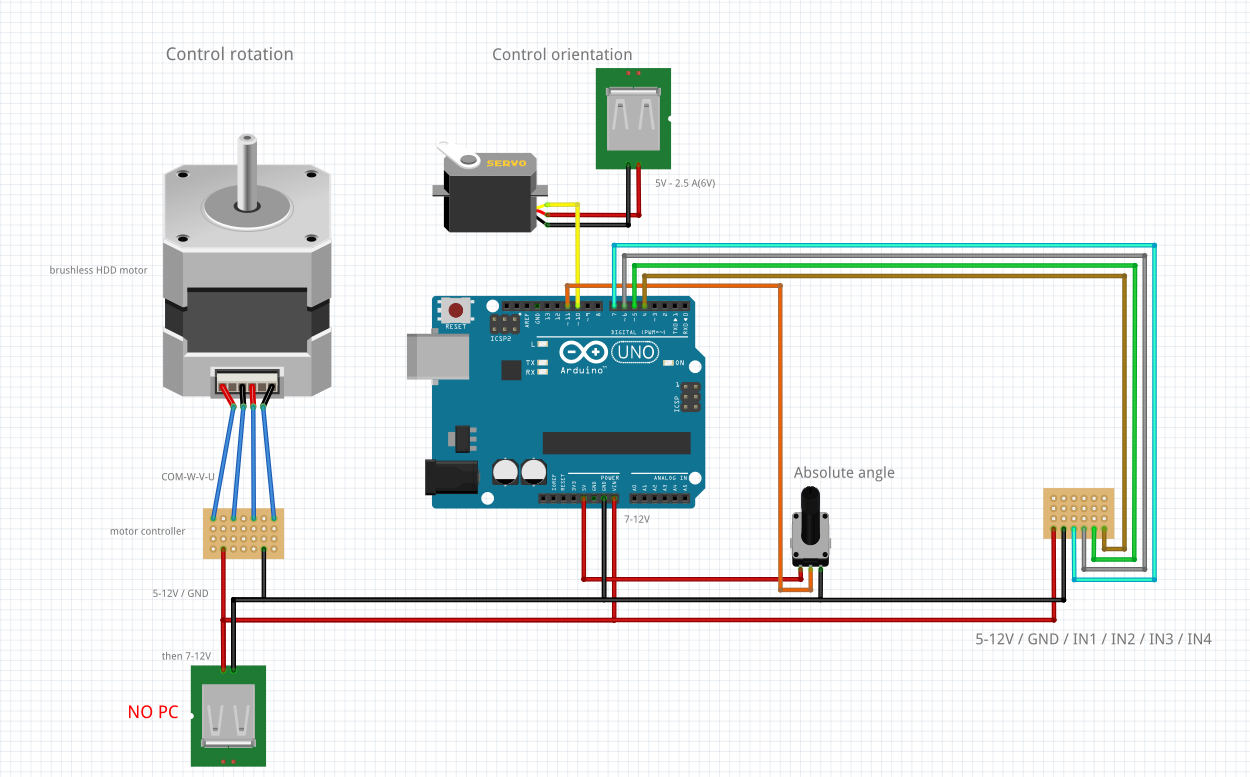 Control rotation
Control orientation
SERVO
5V - 2.5 A(6V)
brushless HDD motor
RESET
ICSP2
AREF
GND
13
12
~11
~10
~9
8
7
~6
~5
4
~3
2
TX0▶1
RX0◀0
DIGITAL (PWM=~)
L
TX
RX
UNO
Arduino™
ON
1
ICSP
POWER
ANALOG IN
IOREF
RESET
3V3
5V
GND
GND
VIN
A0
A1
A2
A3
A4
A5
Absolute angle
COM-W-V-U
7-12V
motor controller
5-12V / GND
5-12V / GND / IN1 / IN2 / IN3 / IN4
then 7-12V
NO PC